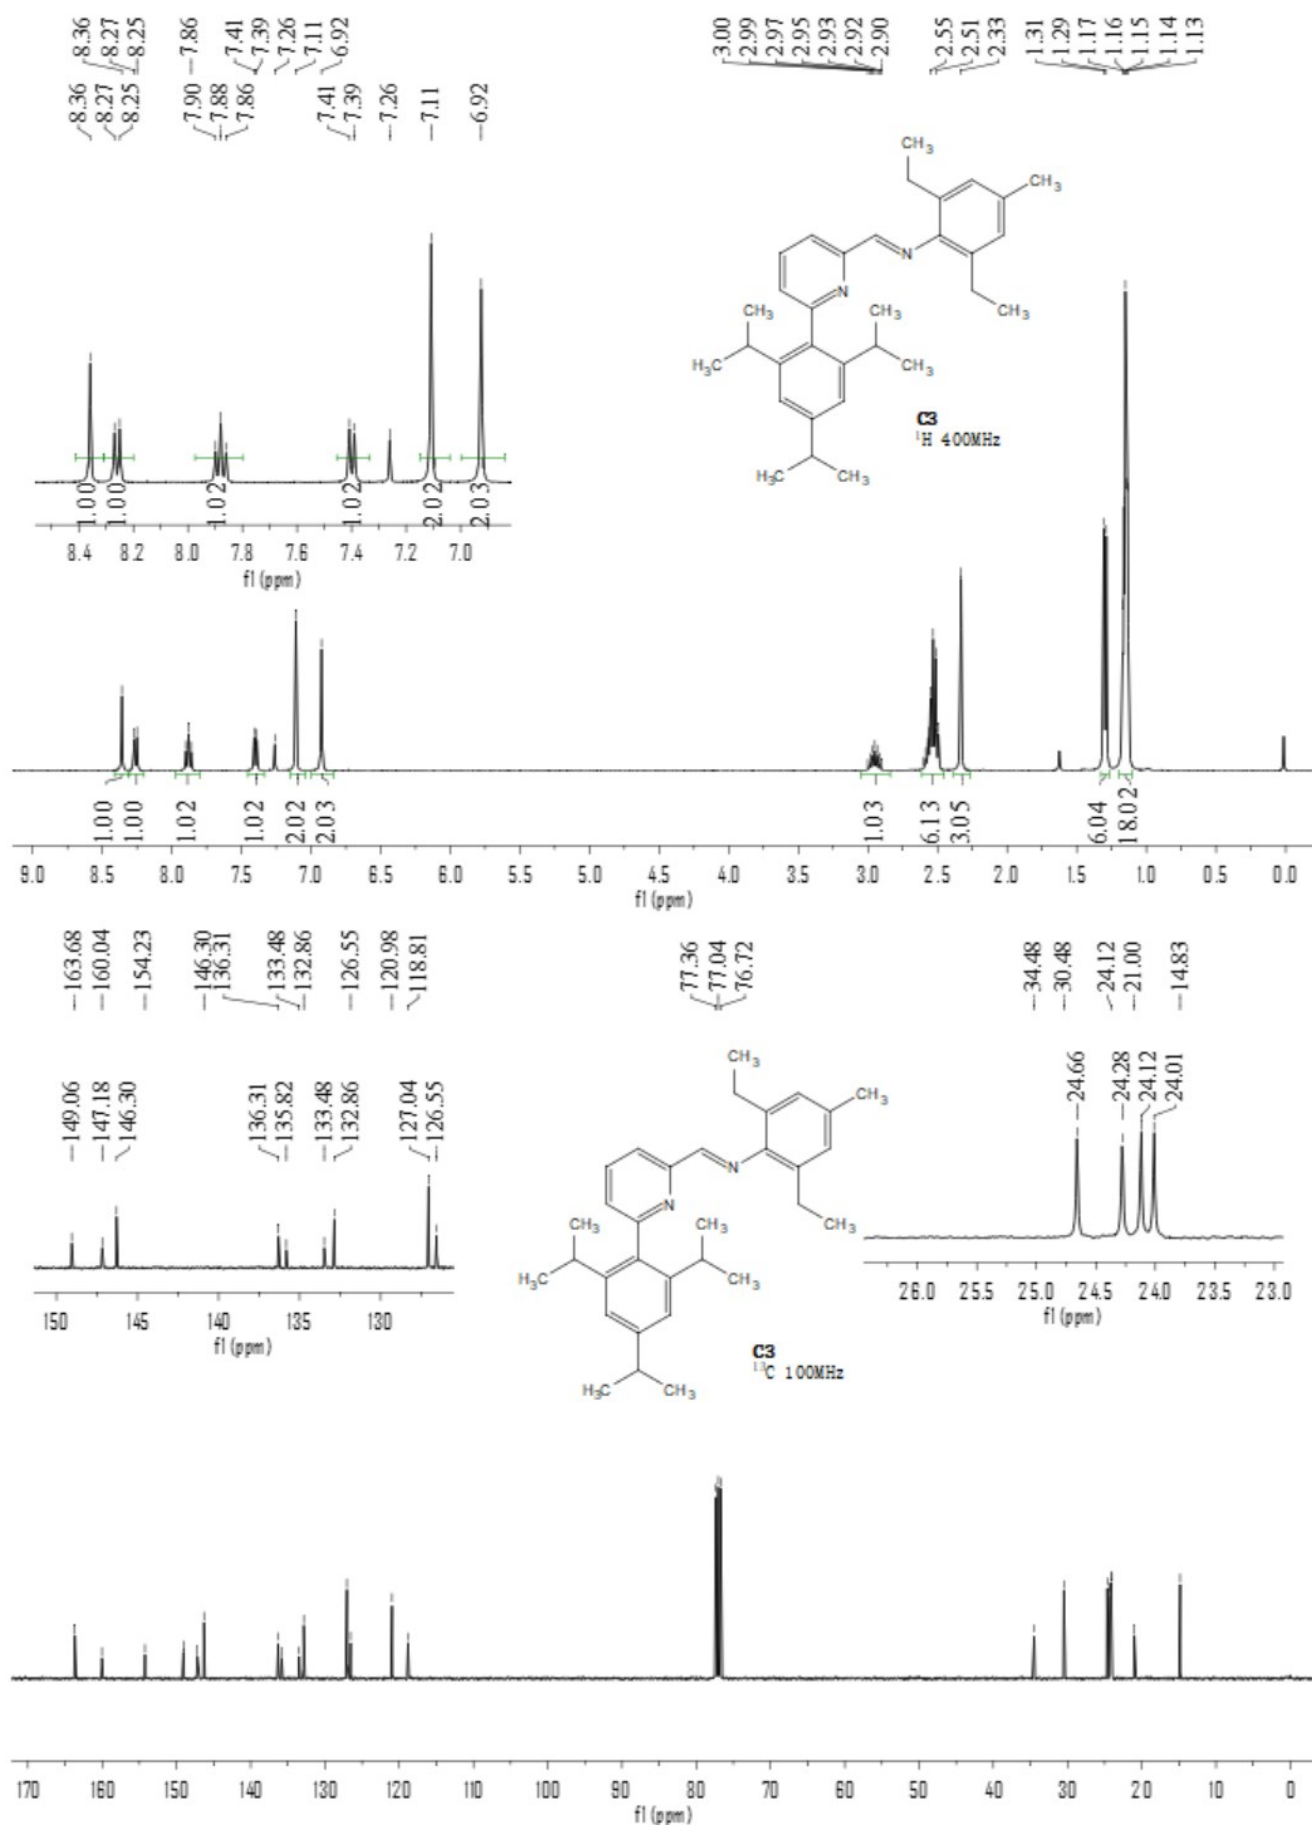 8.36 8.27 8.25 7.86 7.41 7.39 7.26 7.11 6.92
3.00 2.99 2.97 2.95 2.93 2.92 2.90 2.55 2.51 2.33 1.31 1.29 1.17 1.16 1.15 1.14 1.13
8.36 8.27 8.25 7.90 7.88 7.86 7.41 7.39 7.26 7.11 6.92
CH₃
CH₃
N
N
CH₃
CH₃ CH₃
H₃C CH₃
C3
¹H 400MHz
H₃C CH₃
1.00 1.00 1.02 1.02 2.02 2.03
8.4 8.2 8.0 7.8 7.6 7.4 7.2 7.0
f1 (ppm)
1.00 1.00 1.02 1.02 2.02 2.03 1.03 6.13 3.05 6.04 18.02
9.0 8.5 8.0 7.5 7.0 6.5 6.0 5.5 5.0 4.5 4.0 3.5 3.0 2.5 2.0 1.5 1.0 0.5 0.0
f1 (ppm)
163.68 160.04 154.23 146.30 136.31 133.48 132.86 126.55 120.98 118.81 77.36 77.04 76.72 34.48 30.48 24.12 21.00 14.83
149.06 147.18 146.30 136.31 135.82 133.48 132.86 127.04 126.55
24.66 24.28 24.12 24.01
CH₃
CH₃
N
N
CH₃
CH₃ CH₃
H₃C CH₃
C3
¹³C 100MHz
H₃C CH₃
150 145 140 135 130
f1 (ppm)
26.0 25.5 25.0 24.5 24.0 23.5 23.0
f1 (ppm)
170 160 150 140 130 120 110 100 90 80 70 60 50 40 30 20 10 0
f1 (ppm)